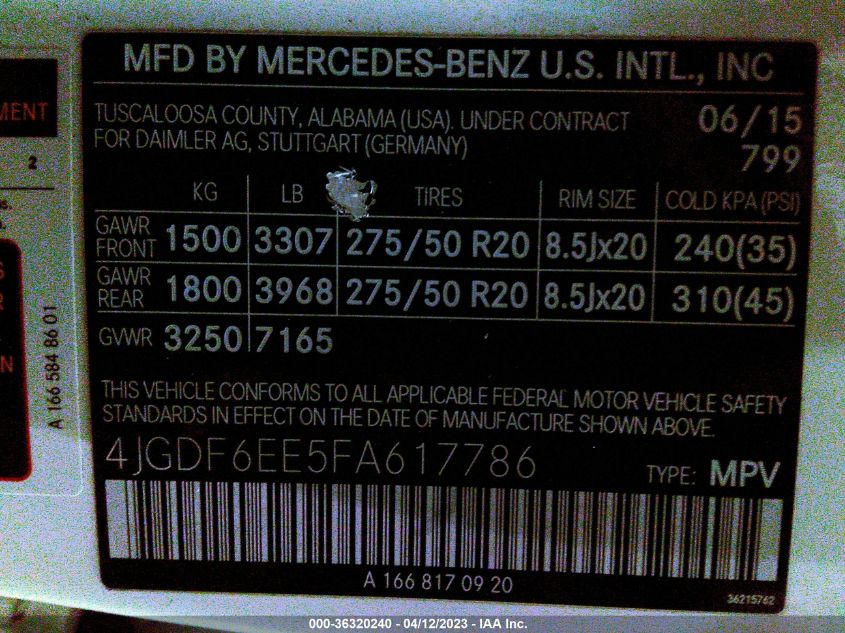 MFD BY MERCEDES-BENZ U.S. INTL., INC
TUSCALOOSA COUNTY, ALABAMA (USA). UNDER CONTRACT
FOR DAIMLER AG, STUTTGART (GERMANY)
06/15
799
KG LB TIRES RIM SIZE COLD KPA (PSI)
GAWR FRONT 1500 3307 275/50 R20 8.5Jx20 240(35)
GAWR REAR 1800 3968 275/50 R20 8.5Jx20 310(45)
GVWR 3250 7165
THIS VEHICLE CONFORMS TO ALL APPLICABLE FEDERAL MOTOR VEHICLE SAFETY
STANDARDS IN EFFECT ON THE DATE OF MANUFACTURE SHOWN ABOVE.
4JGDF6EE5FA617786
TYPE: MPV
A 166 817 09 20
36215762
A 166 584 86 01
MENT
2
000-36320240 - 04/12/2023 - IAA Inc.